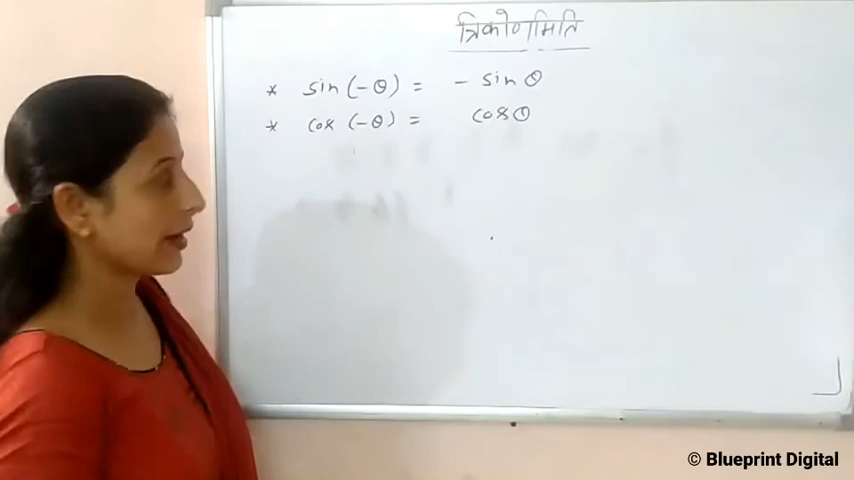 त्रिकोणमिति
* sin (-θ) = - sin θ
* cos (-θ) = cos θ
© Blueprint Digital